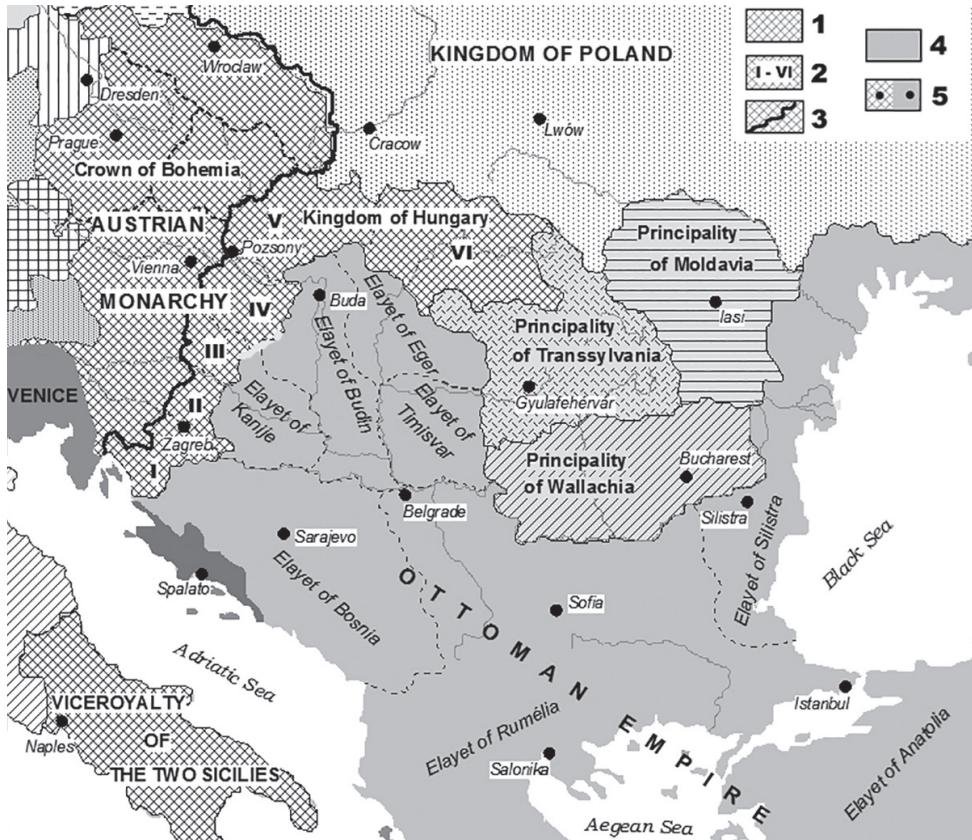 KINGDOM OF POLAND
1
I - VI 2
3
4
5
Wroclaw
Dresden
Prague
Cracow
Lwów
Crown of Bohemia
AUSTRIAN
MONARCHY
V
Kingdom of Hungary
VI
Pozsony
Vienna
IV
III
II
I
Zagreb
VENICE
Buda
Elayet of Eger
Elayet of Budin
Elayet of
Kanije
Elayet of
Timisvar
Principality
of Moldavia
Iasi
Principality
of Transsylvania
Gyulafehérvár
Principality
of Wallachia
Bucharest
Silistra
Elayet of Silistra
Black Sea
Belgrade
Sarajevo
Elayet of Bosnia
Spalato
Sofia
OTTOMAN EMPIRE
Adriatic Sea
VICEROYALTY
OF
THE TWO SICILIES
Naples
Elayet of Rumélia
Salonika
Istanbul
Elayet of Anatolia
Aegean Sea